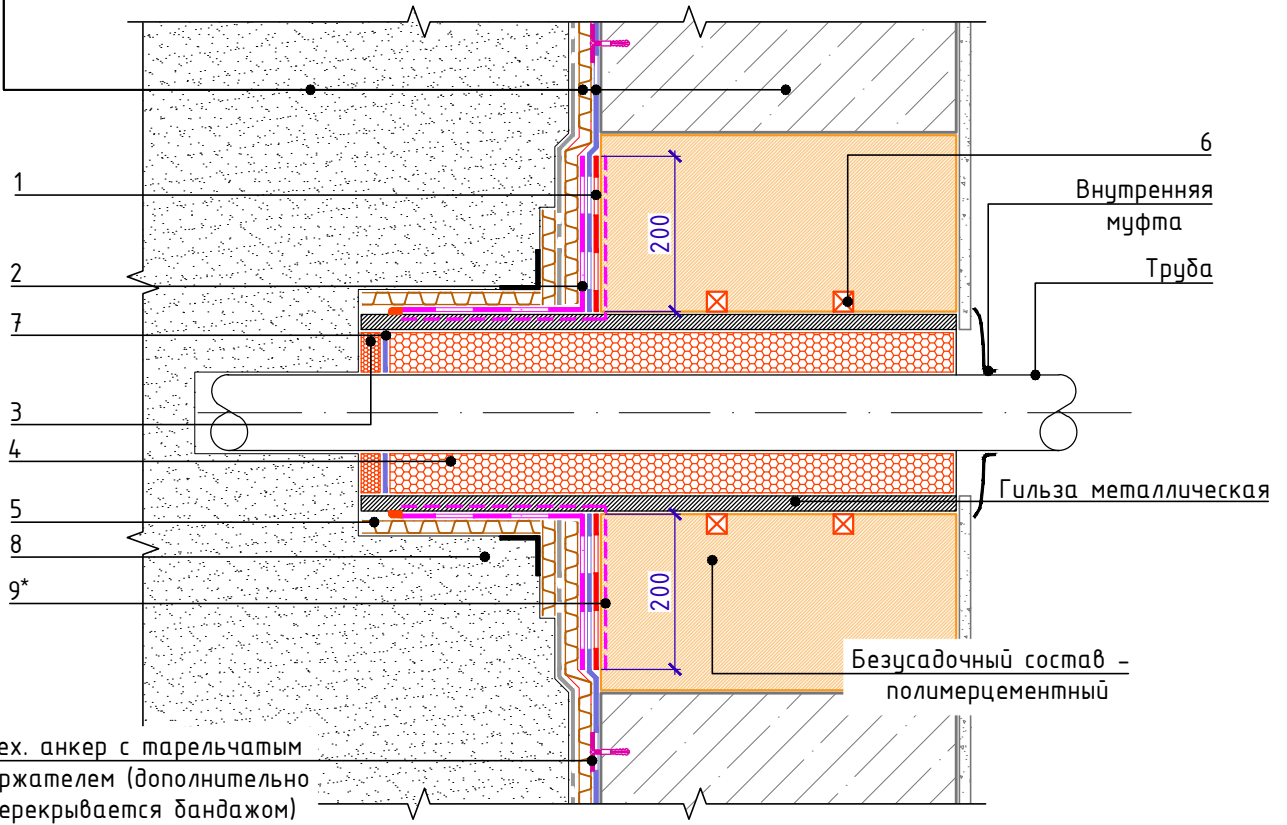 6
1
Внутренняя
муфта
200
2
Труба
7
3
4
Гильза металлическая
5
8
9*
200
Безусадочный состав -
полимерцементный
ех. анкер с тарельчатым
ржателем (дополнительно
ерекрывается бандажом)